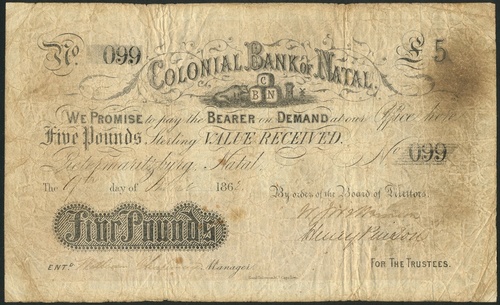 No. 099 £5
COLONIAL BANK OF NATAL
C
B N
WE PROMISE to pay the BEARER on DEMAND at our Office here
Five Pounds Sterling VALUE RECEIVED.
Pietermaritzburg Natal No 099
The day of 186
By order of the Board of Directors.
Five Pounds
Henry
ENTD Manager
FOR THE TRUSTEES.